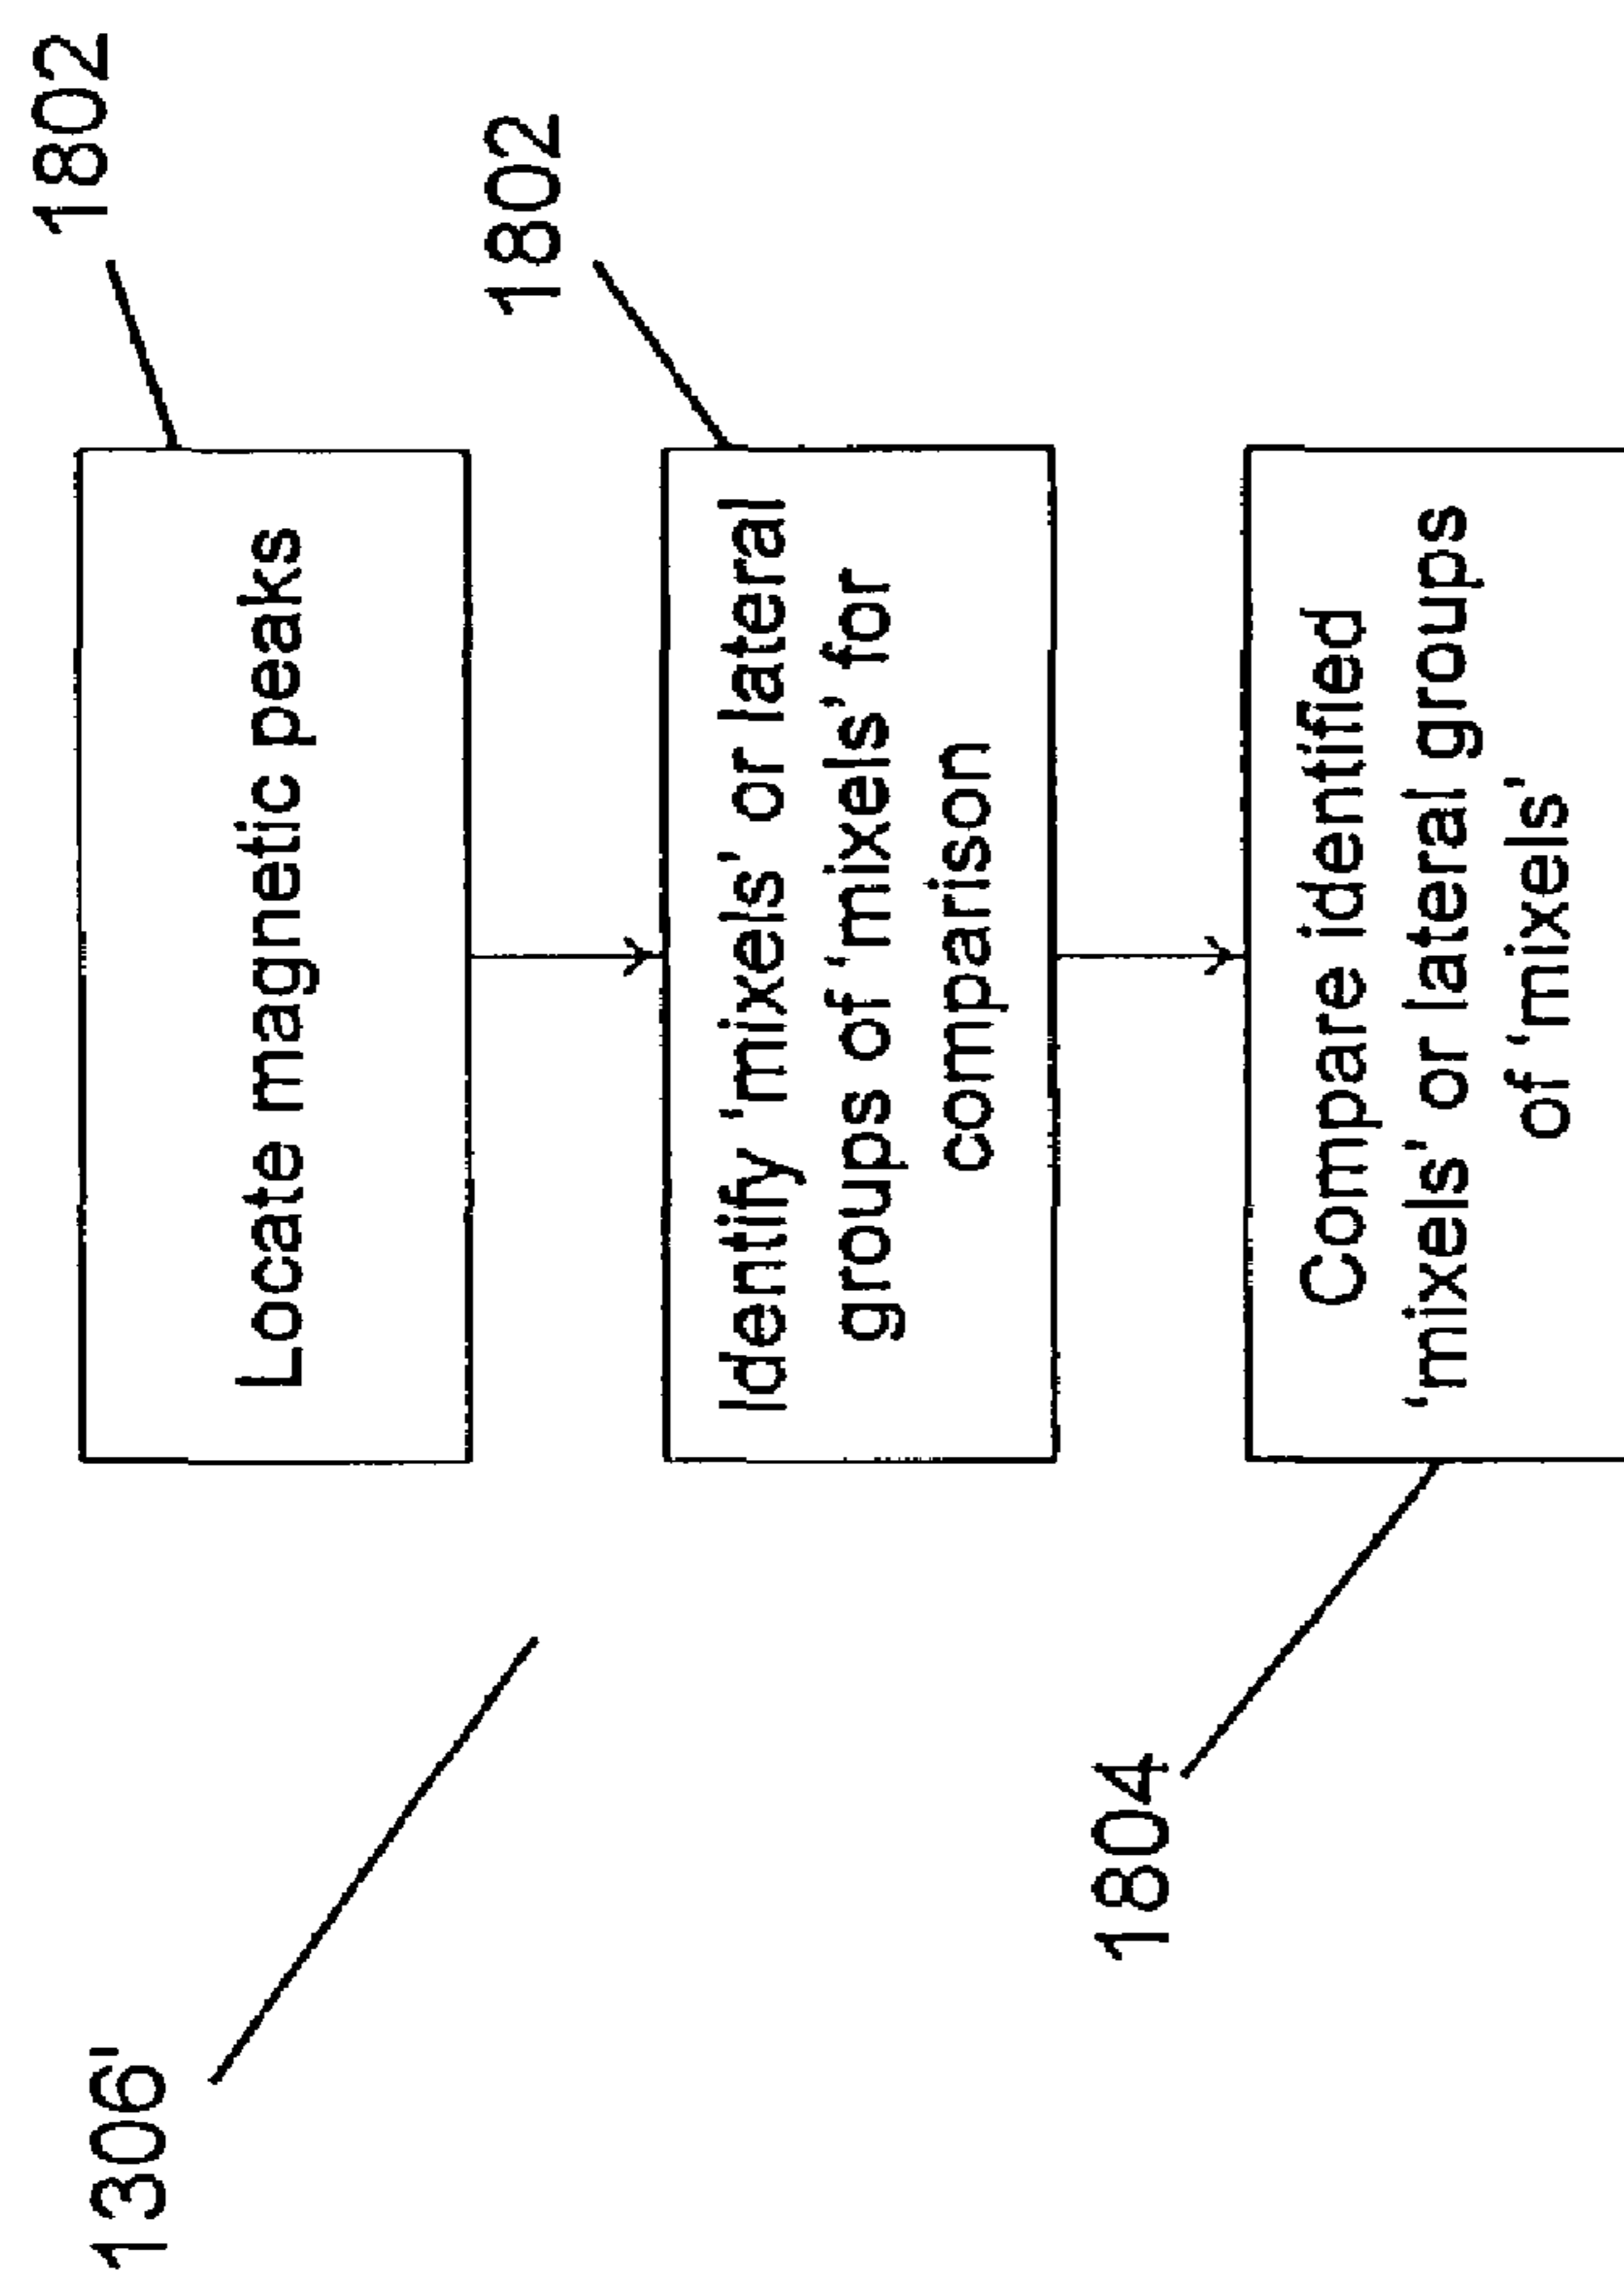 1802
Locate magnetic peaks
1306'
1802
Identify 'mixels' or lateral
groups of 'mixels' for
comparison
1804
Compare identified
'mixels' or lateral groups
of 'mixels'